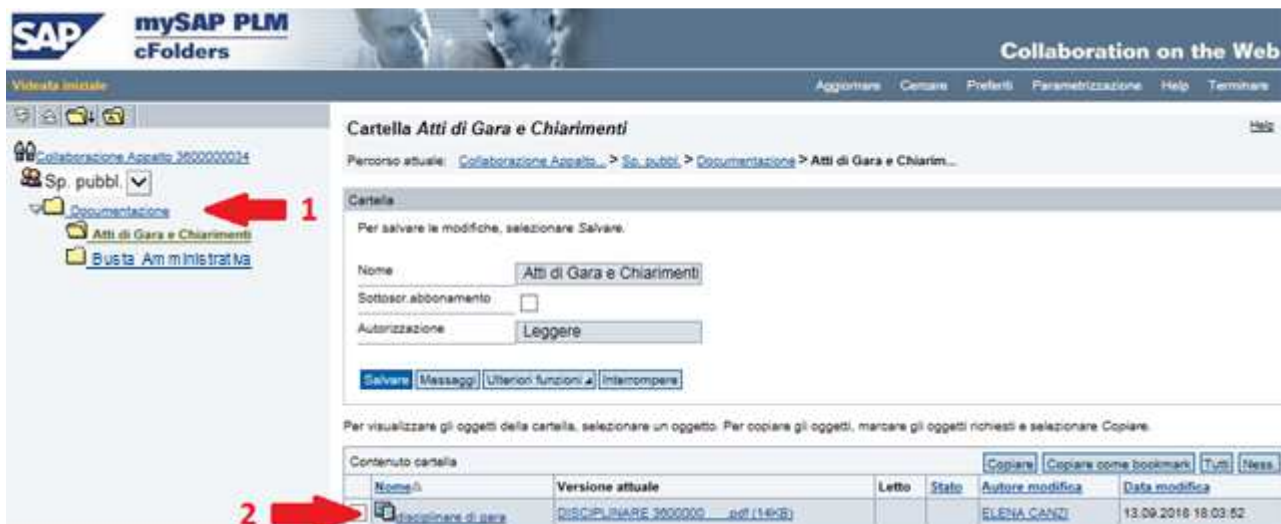 SAP
mySAP PLM
cFolders
Collaboration on the Web
Videata iniziale
Aggiornare Cercare Preferiti Parametrizzazione Help Terminare
Collaborazione Appalto 3600000034
Sp. pubbl.
Documentazione
1
Atti di Gara e Chiarimenti
Busta Amministrativa
Cartella Atti di Gara e Chiarimenti
Help
Percorso attuale: Collaborazione Appalto... > Sp. pubbl. > Documentazione > Atti di Gara e Chiarim...
Cartella
Per salvare le modifiche, selezionare Salvare.
Nome Atti di Gara e Chiarimenti
Sottoscr.abbonamento
Autorizzazione Leggere
Salvare Messaggi Ulteriori funzioni Interrompere
Per visualizzare gli oggetti della cartella, selezionare un oggetto. Per copiare gli oggetti, marcare gli oggetti richiesti e selezionare Copiare.
Contenuto cartella Copiare Copiare come bookmark Tutti Ness.
Nome Versione attuale Letto Stato Autore modifica Data modifica
2 disciplinare di gara DISCIPLINARE 3600000 .pdf (14KB) ELENA CANZI 13.09.2016 18:03:52